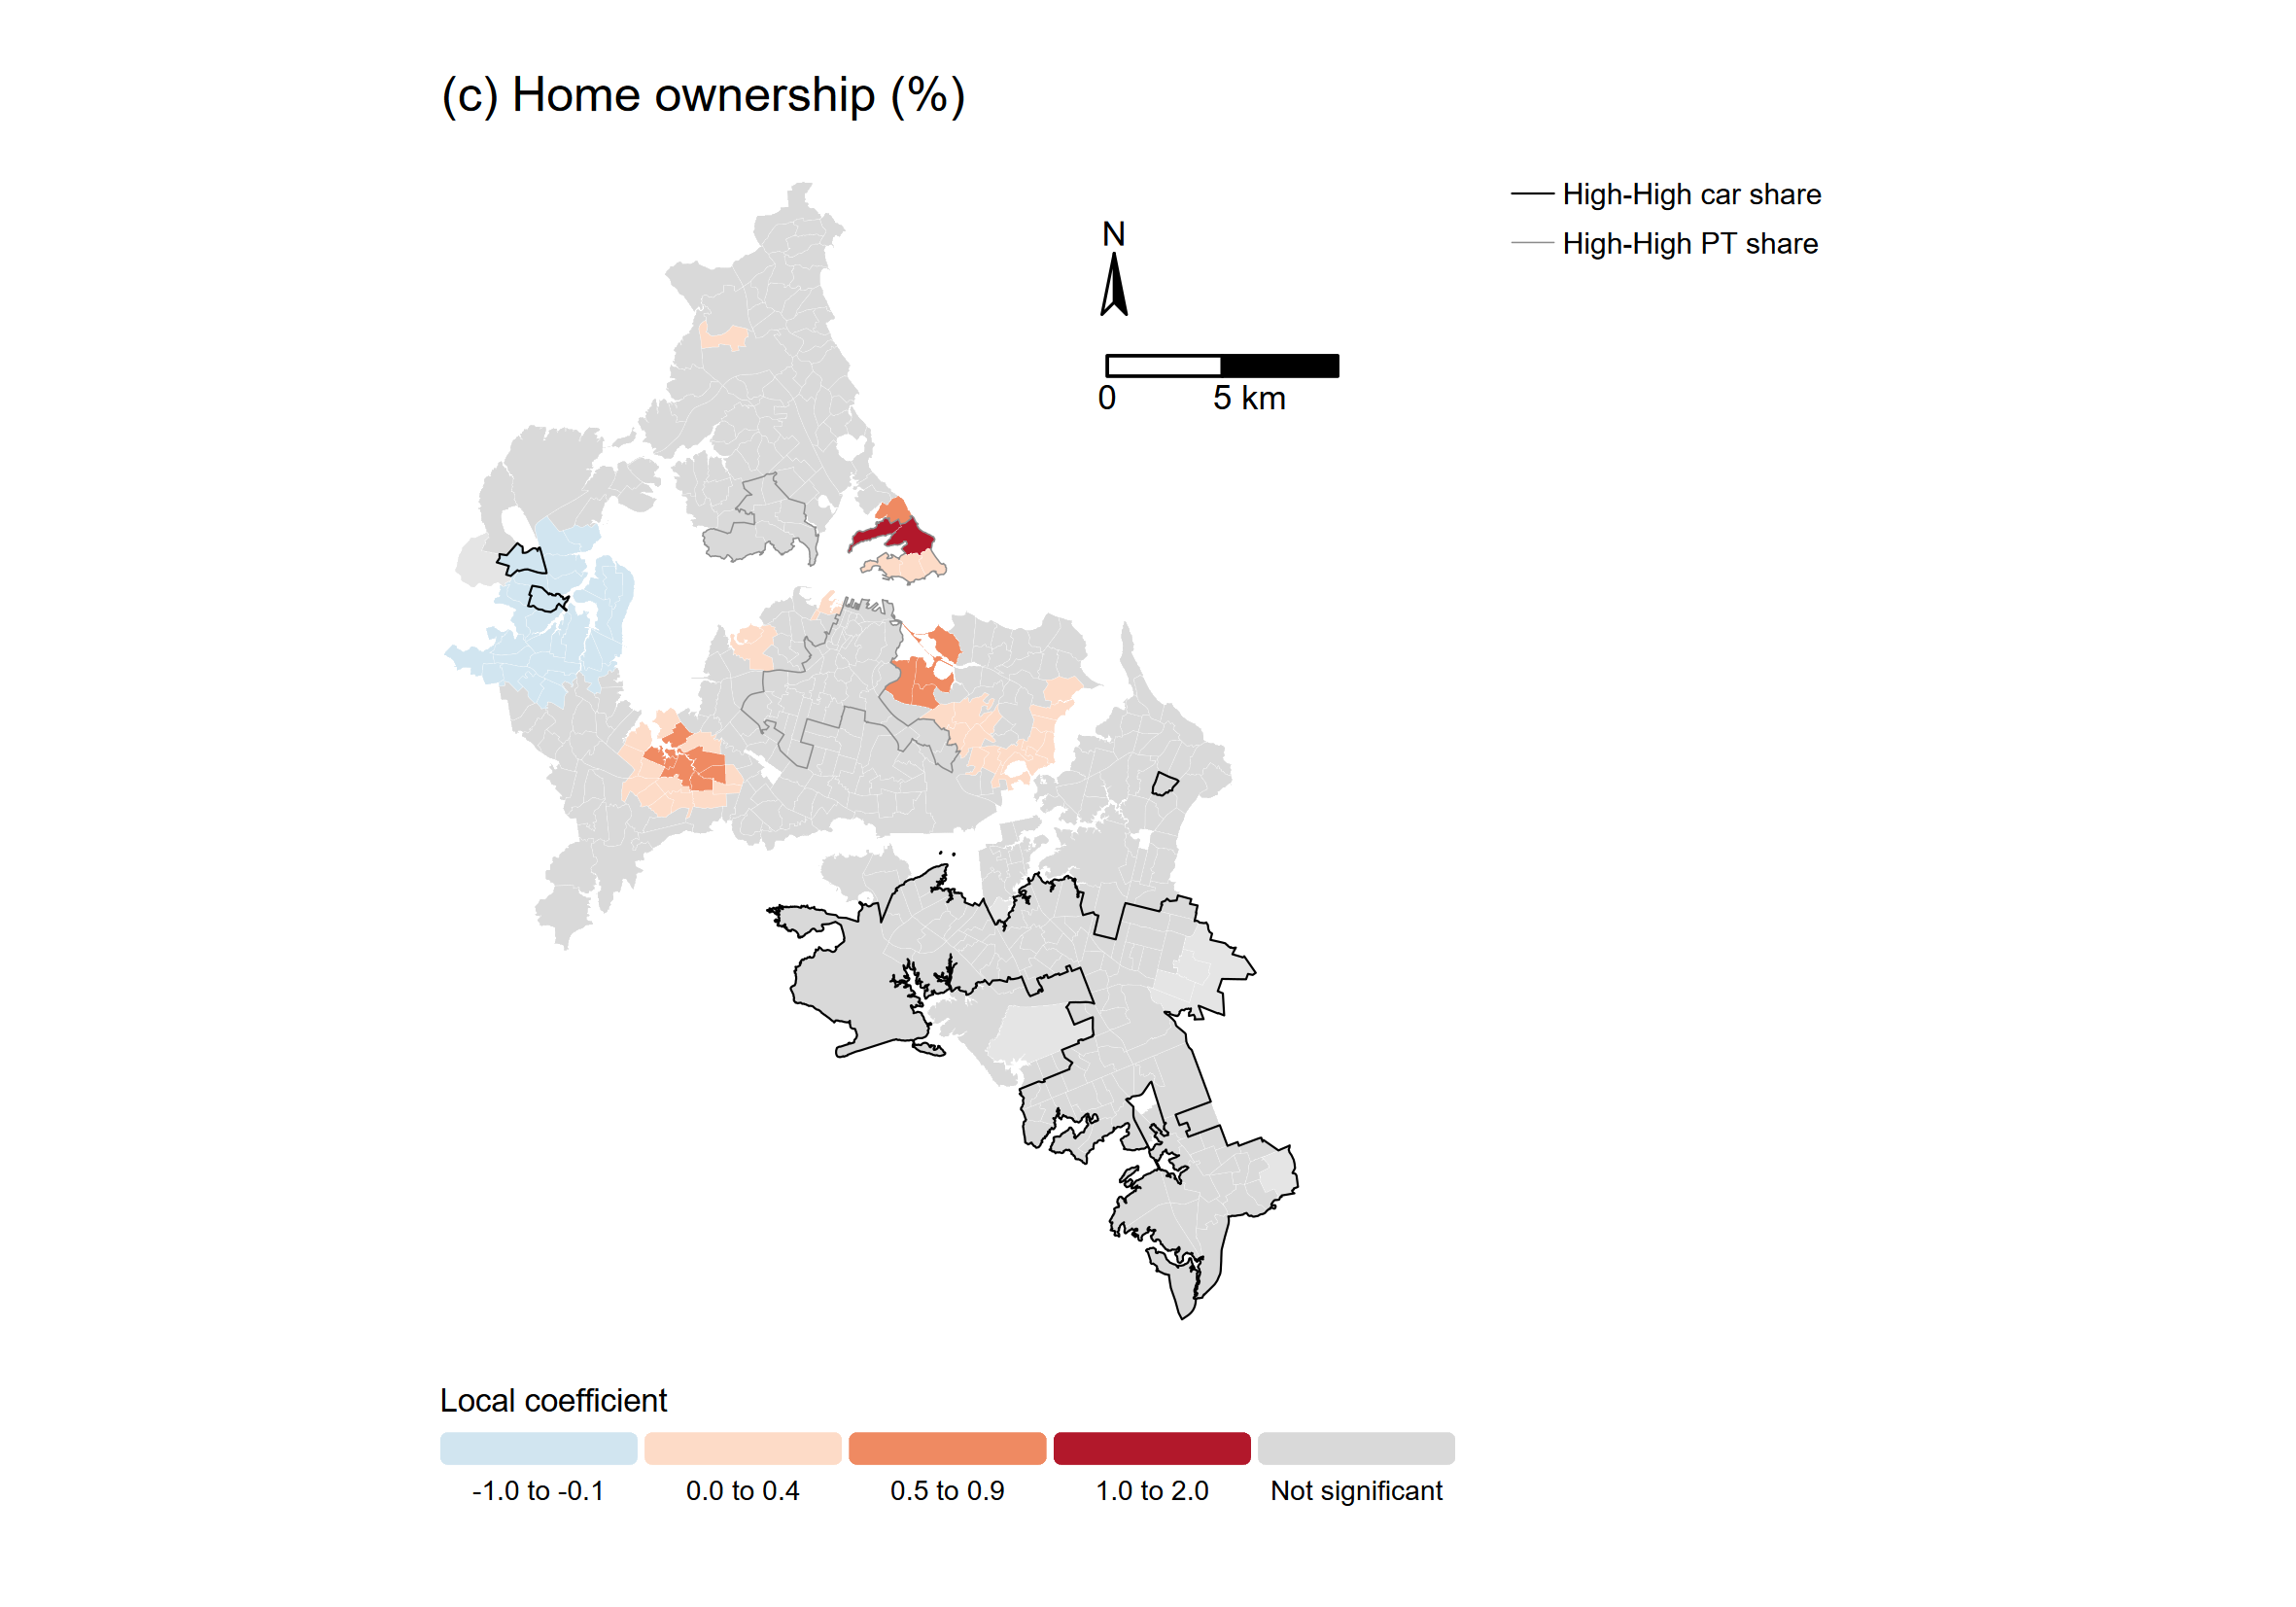 (c) Home ownership (%)
High-High car share
High-High PT share
N
0 5 km
Local coefficient
-1.0 to -0.1 0.0 to 0.4 0.5 to 0.9 1.0 to 2.0 Not significant